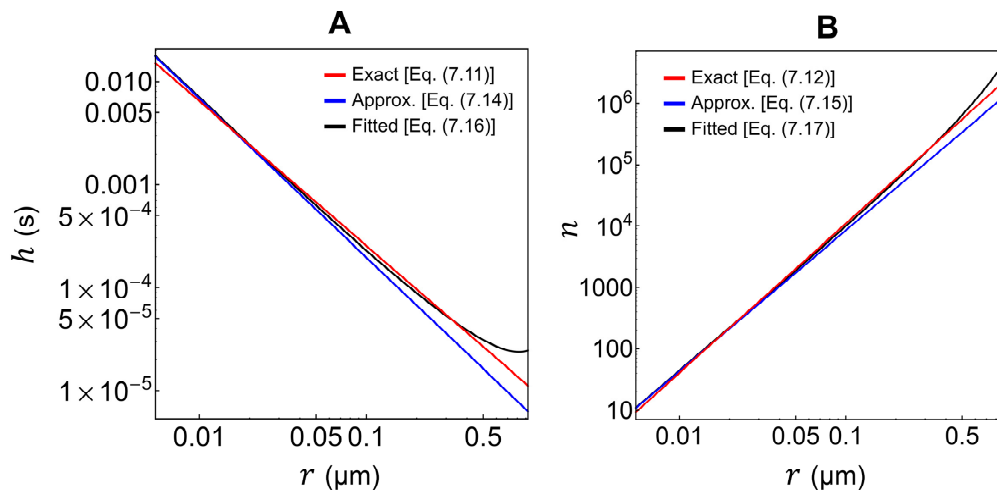 A
0.010
0.005
0.001
5×10⁻⁴
1×10⁻⁴
5×10⁻⁵
1×10⁻⁵
h (s)
Exact [Eq. (7.11)]
Approx. [Eq. (7.14)]
Fitted [Eq. (7.16)]
0.01 0.05 0.1 0.5
r (μm)
B
10⁶
10⁵
10⁴
1000
100
10
n
Exact [Eq. (7.12)]
Approx. [Eq. (7.15)]
Fitted [Eq. (7.17)]
0.01 0.05 0.1 0.5
r (μm)